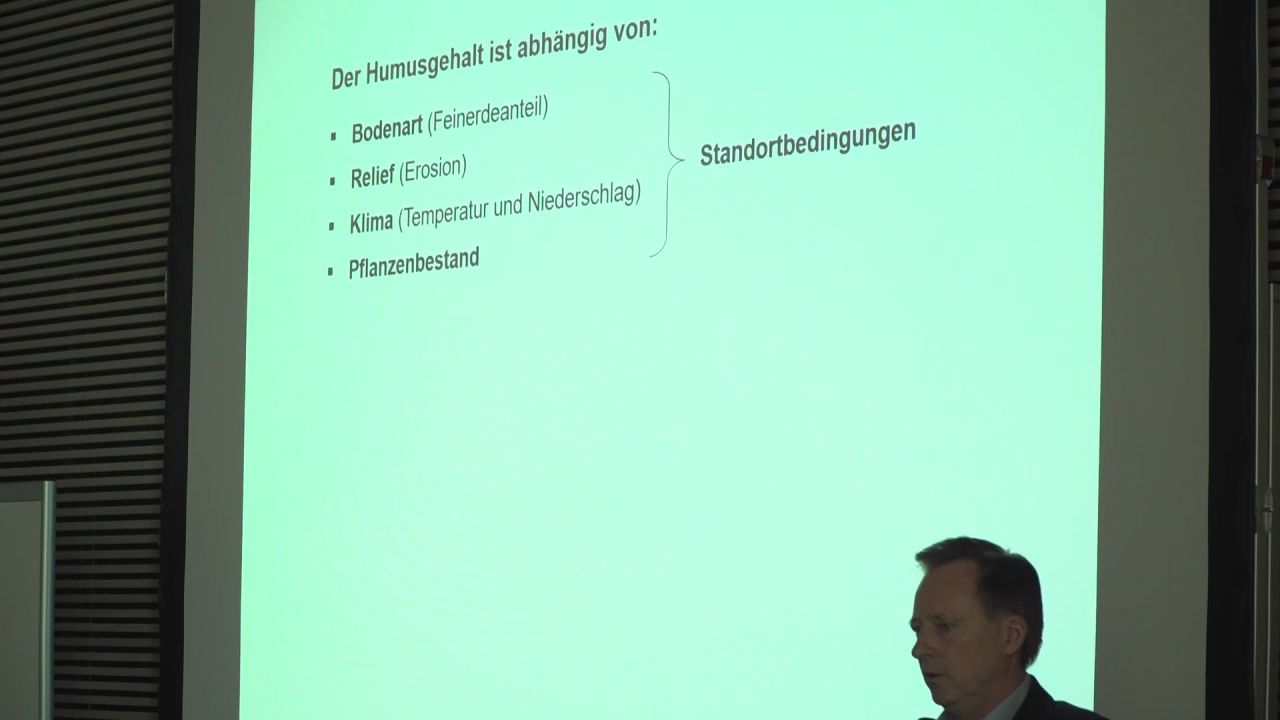 Der Humusgehalt ist abhängig von:
▪ Bodenart (Feinerdeanteil)
▪ Relief (Erosion)
▪ Klima (Temperatur und Niederschlag)
▪ Pflanzenbestand
Standortbedingungen